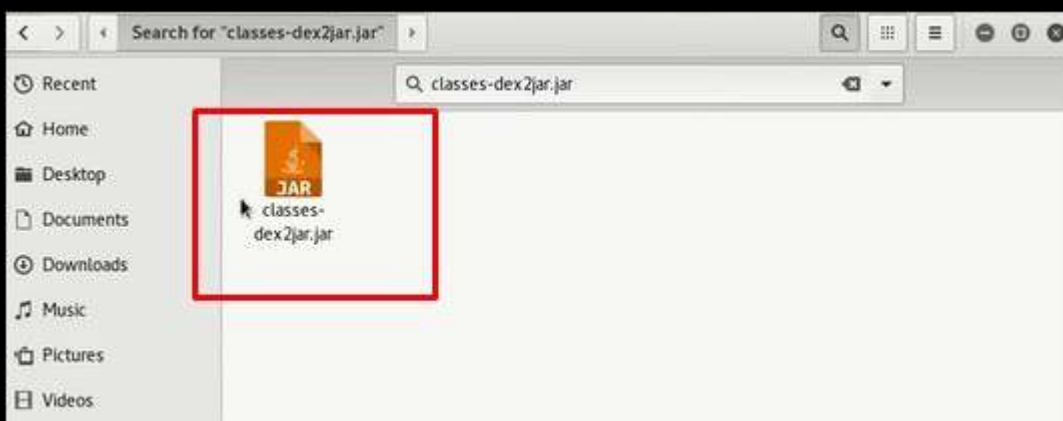 Search for "classes-dex2jar.jar"
classes-dex2jar.jar
Recent
Home
Desktop
Documents
Downloads
Music
Pictures
Videos
JAR
classes-
dex2jar.jar